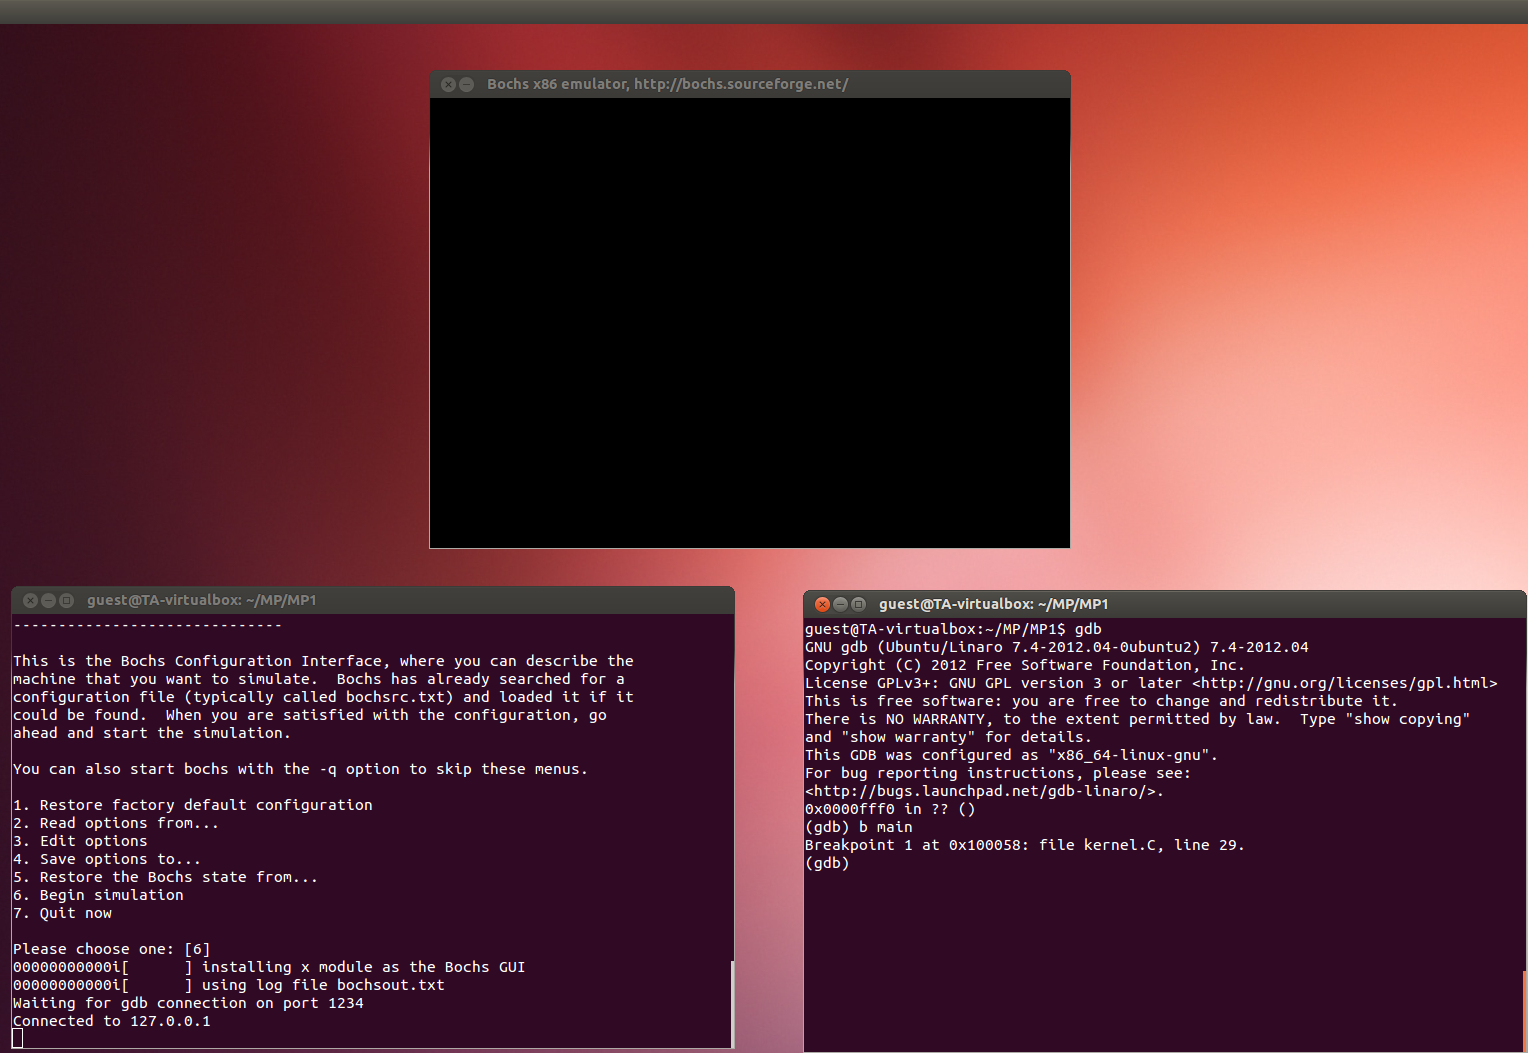 Bochs x86 emulator, http://bochs.sourceforge.net/
guest@TA-virtualbox: ~/MP/MP1
------------------------------
This is the Bochs Configuration Interface, where you can describe the
machine that you want to simulate.  Bochs has already searched for a
configuration file (typically called bochsrc.txt) and loaded it if it
could be found.  When you are satisfied with the configuration, go
ahead and start the simulation.
You can also start bochs with the -q option to skip these menus.
1. Restore factory default configuration
2. Read options from...
3. Edit options
4. Save options to...
5. Restore the Bochs state from...
6. Begin simulation
7. Quit now
Please choose one: [6]
00000000000i[      ] installing x module as the Bochs GUI
00000000000i[      ] using log file bochsout.txt
Waiting for gdb connection on port 1234
Connected to 127.0.0.1
guest@TA-virtualbox: ~/MP/MP1
guest@TA-virtualbox:~/MP/MP1$ gdb
GNU gdb (Ubuntu/Linaro 7.4-2012.04-0ubuntu2) 7.4-2012.04
Copyright (C) 2012 Free Software Foundation, Inc.
License GPLv3+: GNU GPL version 3 or later <http://gnu.org/licenses/gpl.html>
This is free software: you are free to change and redistribute it.
There is NO WARRANTY, to the extent permitted by law.  Type "show copying"
and "show warranty" for details.
This GDB was configured as "x86_64-linux-gnu".
For bug reporting instructions, please see:
<http://bugs.launchpad.net/gdb-linaro/>.
0x0000fff0 in ?? ()
(gdb) b main
Breakpoint 1 at 0x100058: file kernel.C, line 29.
(gdb)